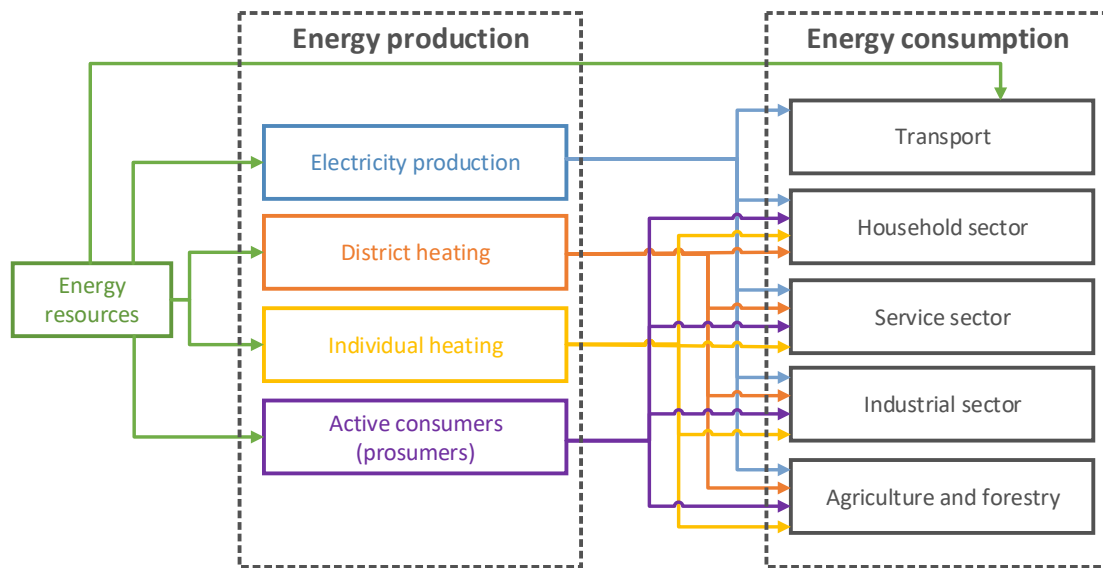 Energy production
Energy consumption
Transport
Electricity production
Household sector
District heating
Energy
resources
Service sector
Individual heating
Industrial sector
Active consumers
(prosumers)
Agriculture and forestry